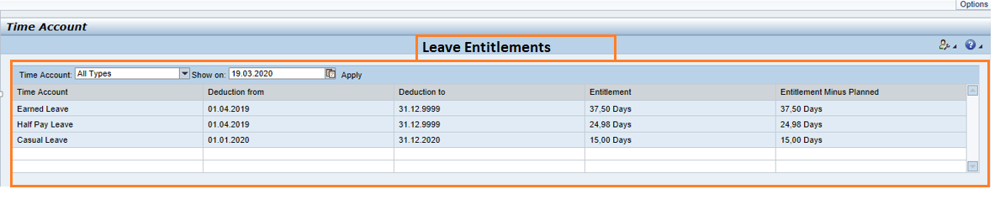 Options
Time Account
Leave Entitlements
Time Account: All Types Show on: 19.03.2020 Apply
Time Account Deduction from Deduction to Entitlement Entitlement Minus Planned
Earned Leave 01.04.2019 31.12.9999 37,50 Days 37,50 Days
Half Pay Leave 01.04.2019 31.12.9999 24,98 Days 24,98 Days
Casual Leave 01.01.2020 31.12.2020 15,00 Days 15,00 Days